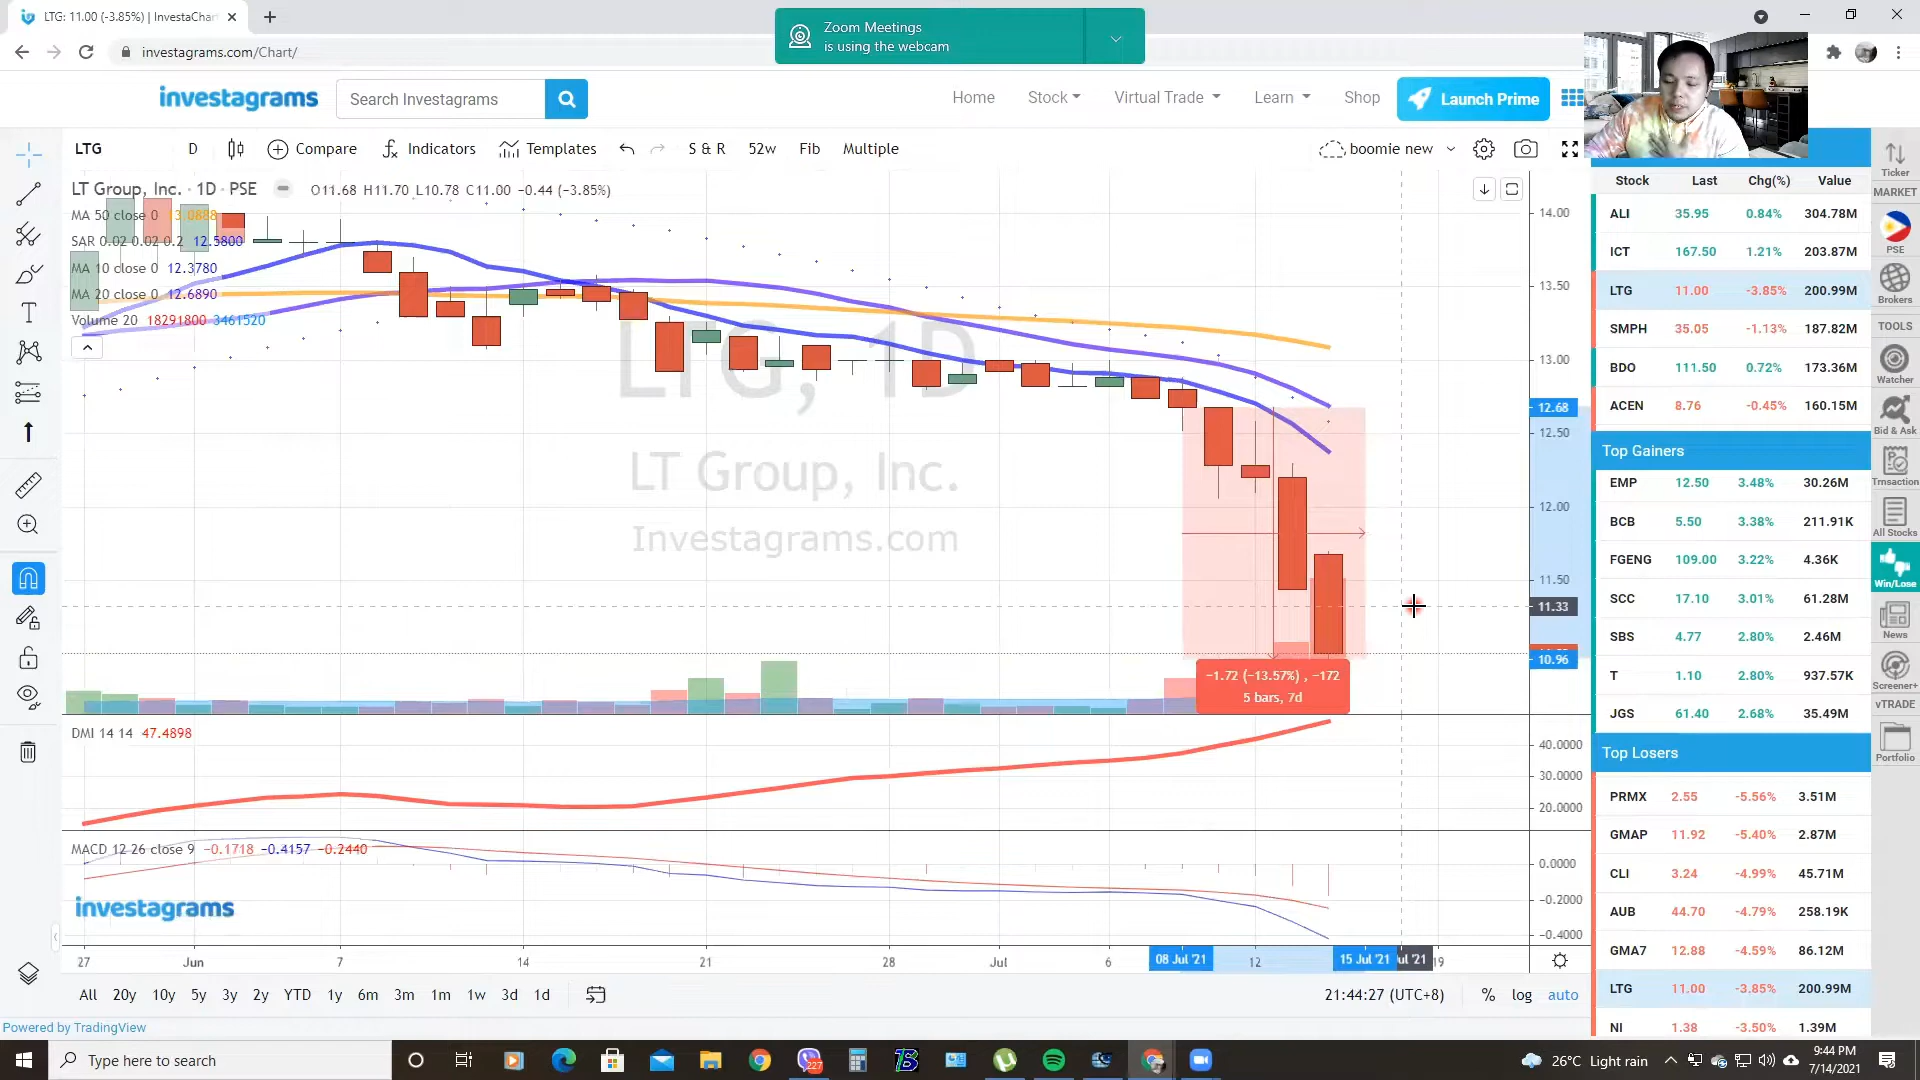 LTG: 11.00 (-3.85%) | InvestaChar
investagrams.com/Chart/
Zoom Meetings
is using the webcam
investagrams
Search Investagrams
Home
Stock
Virtual Trade
Learn
Shop
Launch Prime
LTG
D
Compare
Indicators
Templates
S & R
52w
Fib
Multiple
boomie new
LT Group, Inc. · 1D · PSE
O11.68 H11.70 L10.78 C11.00 −0.44 (−3.85%)
MA 50 close 0 13.0888
SAR 0.02 0.02 0.2 12.5800
MA 10 close 0 12.3780
MA 20 close 0 12.6890
Volume 20 18291800 3461520
LTG, 1D
LT Group, Inc.
Investagrams.com
14.00
13.50
13.00
12.68
12.50
12.00
11.50
11.33
10.96
−1.72 (−13.57%) , −172
5 bars, 7d
DMI 14 14 47.4898
40.0000
30.0000
20.0000
MACD 12 26 close 9 −0.1718 −0.4157 −0.2440
0.0000
−0.2000
−0.4000
investagrams
27
Jun
7
14
21
28
Jul
6
08 Jul '21
12
15 Jul '21
ul '21
19
All
20y
10y
5y
3y
2y
YTD
1y
6m
3m
1m
1w
3d
1d
21:44:27 (UTC+8)
%
log
auto
Powered by TradingView
Stock Last Chg(%) Value
ALI 35.95 0.84% 304.78M
ICT 167.50 1.21% 203.87M
LTG 11.00 -3.85% 200.99M
SMPH 35.05 -1.13% 187.82M
BDO 111.50 0.72% 173.36M
ACEN 8.76 -0.45% 160.15M
Top Gainers
EMP 12.50 3.48% 30.26M
BCB 5.50 3.38% 211.91K
FGENG 109.00 3.22% 4.36K
SCC 17.10 3.01% 61.28M
SBS 4.77 2.80% 2.46M
T 1.10 2.80% 937.57K
JGS 61.40 2.68% 35.49M
Top Losers
PRMX 2.55 -5.56% 3.51M
GMAP 11.92 -5.40% 2.87M
CLI 3.24 -4.99% 45.71M
AUB 44.70 -4.79% 258.19K
GMA7 12.88 -4.59% 86.12M
LTG 11.00 -3.85% 200.99M
NI 1.38 -3.50% 1.39M
Ticker
MARKET
PSE
Brokers
TOOLS
Watcher
Bid & Ask
Trnsaction
All Stocks
Win/Lose
News
Screener+
vTRADE
Portfolio
Type here to search
227
26°C Light rain
9:44 PM
7/14/2021